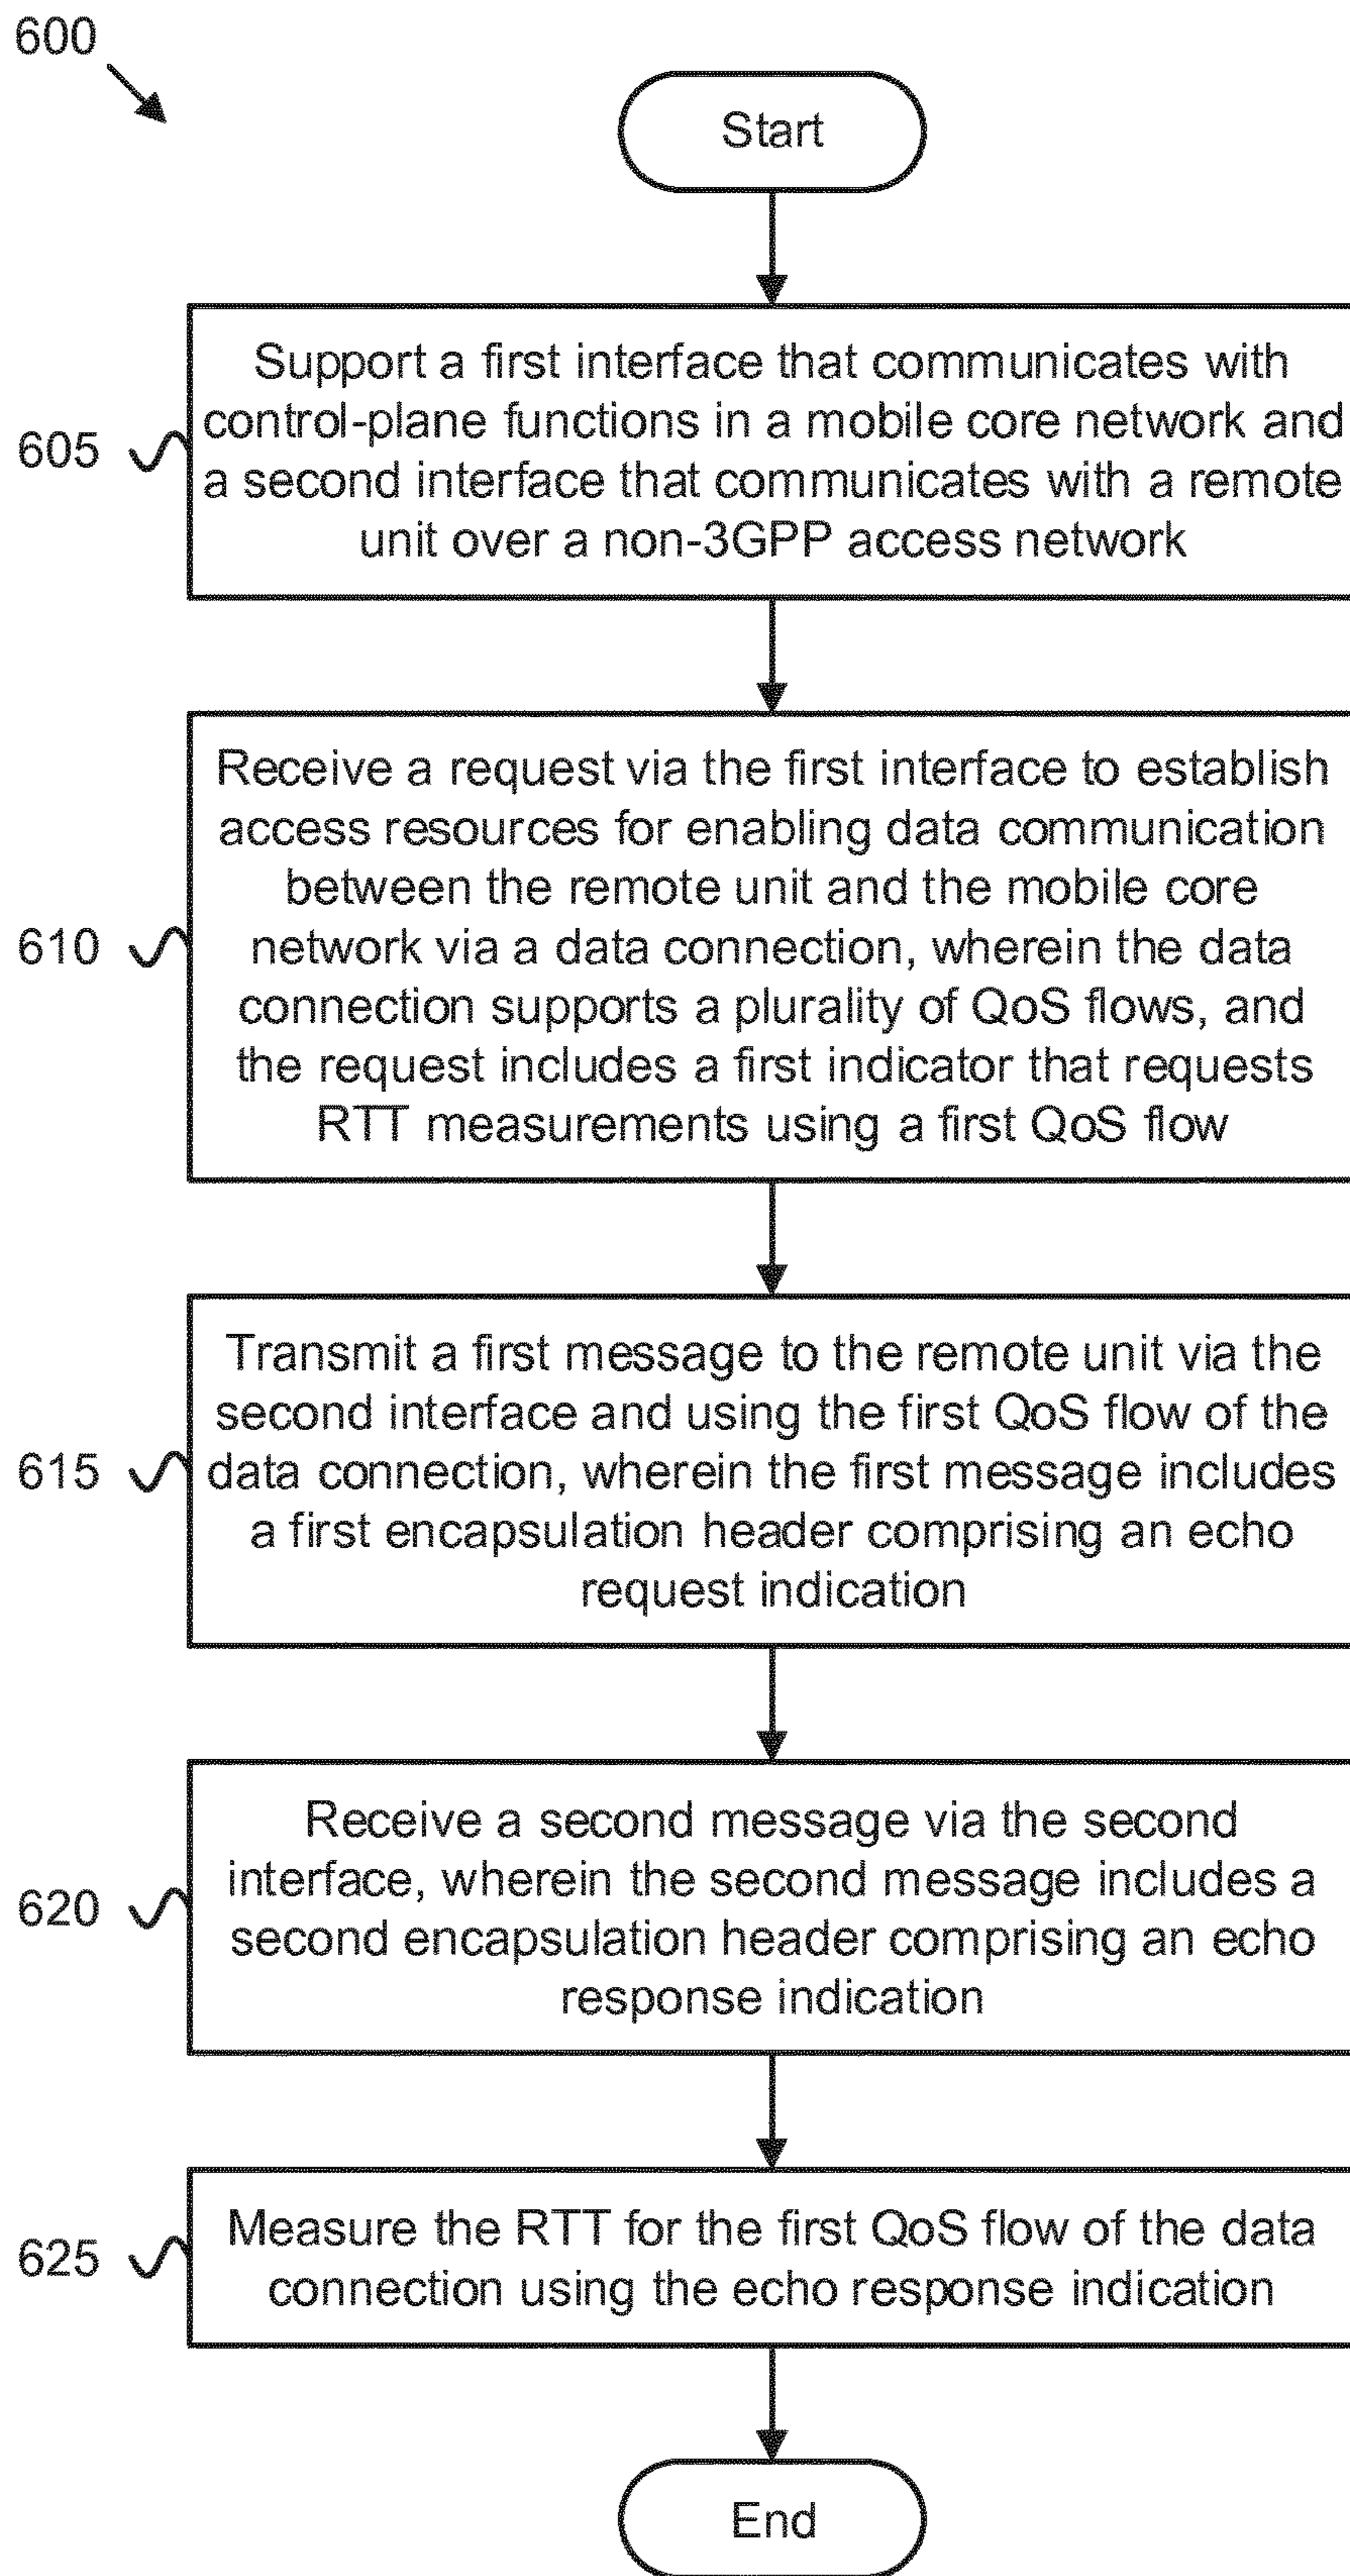 600
Start
605
Support a first interface that communicates with
control-plane functions in a mobile core network and
a second interface that communicates with a remote
unit over a non-3GPP access network
610
Receive a request via the first interface to establish
access resources for enabling data communication
between the remote unit and the mobile core
network via a data connection, wherein the data
connection supports a plurality of QoS flows, and
the request includes a first indicator that requests
RTT measurements using a first QoS flow
615
Transmit a first message to the remote unit via the
second interface and using the first QoS flow of the
data connection, wherein the first message includes
a first encapsulation header comprising an echo
request indication
620
Receive a second message via the second
interface, wherein the second message includes a
second encapsulation header comprising an echo
response indication
625
Measure the RTT for the first QoS flow of the data
connection using the echo response indication
End